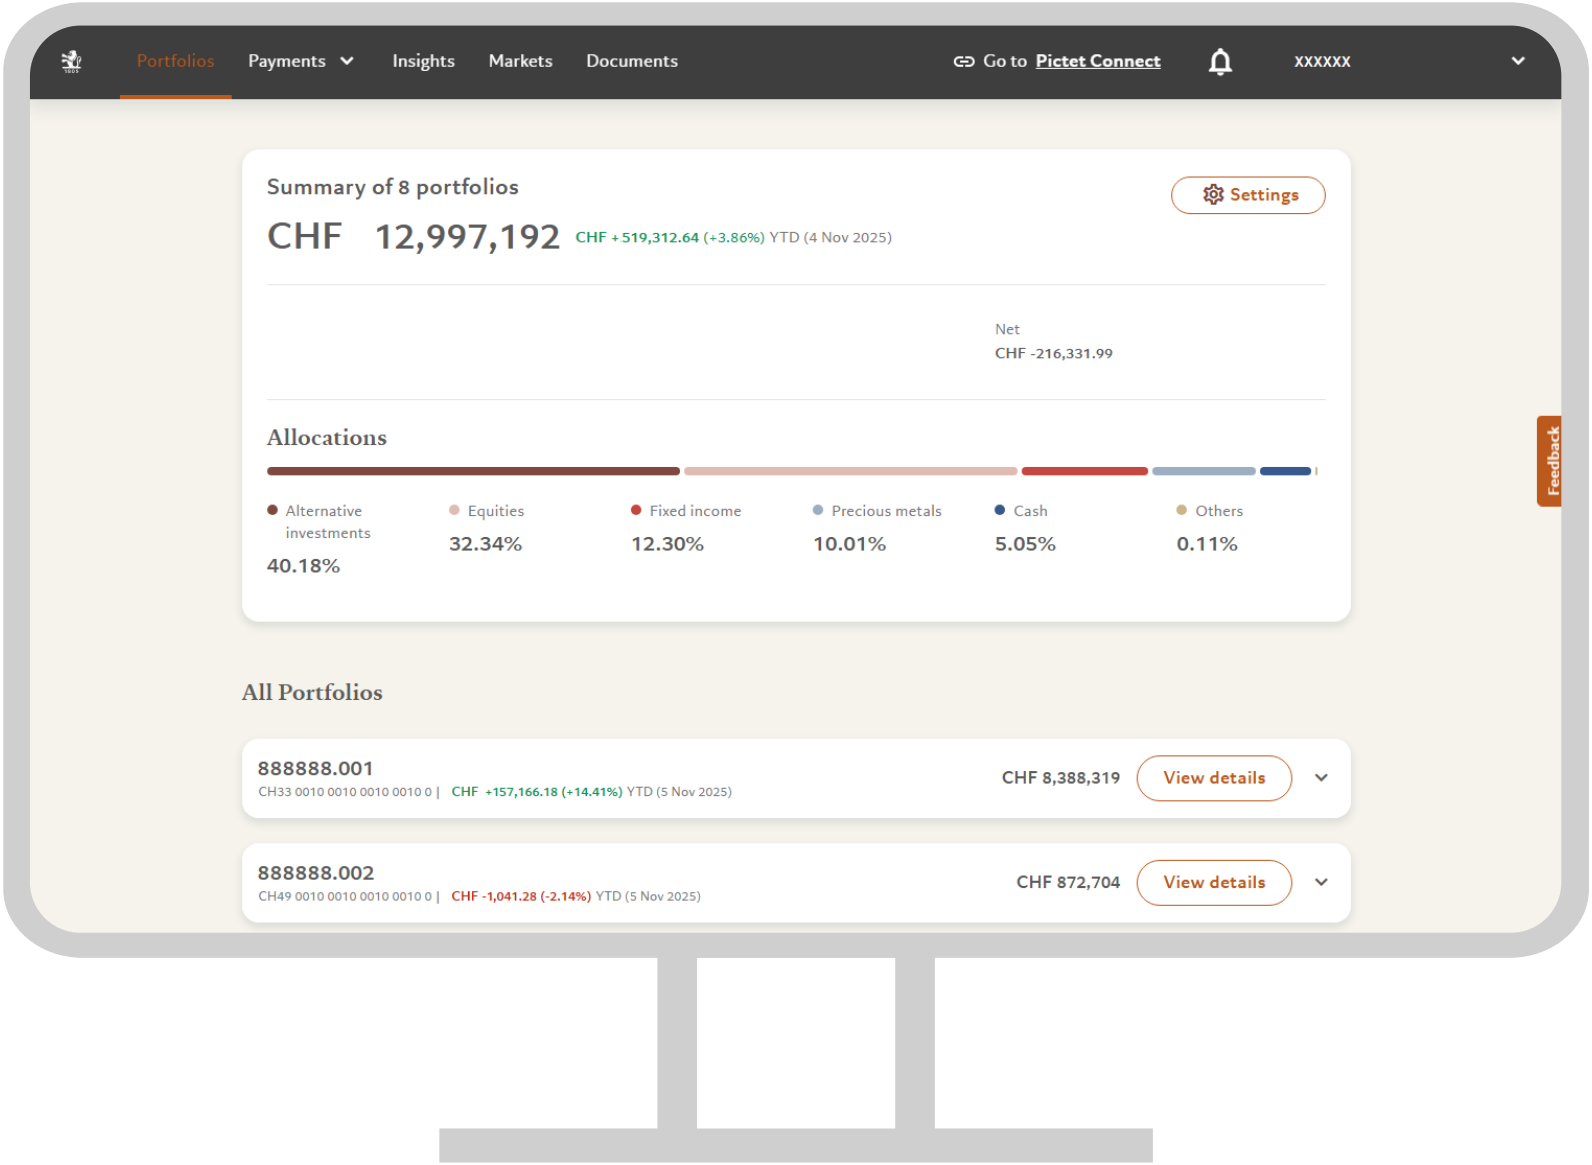 1805
Portfolios Payments Insights Markets Documents Go to Pictet Connect XXXXXX
Summary of 8 portfolios
Settings
CHF 12,997,192 CHF +519,312.64 (+3.86%) YTD (4 Nov 2025)
Net
CHF -216,331.99
Feedback
Allocations
Alternative investments
40.18%
Equities
32.34%
Fixed income
12.30%
Precious metals
10.01%
Cash
5.05%
Others
0.11%
All Portfolios
888888.001
CH33 0010 0010 0010 0010 0 | CHF +157,166.18 (+14.41%) YTD (5 Nov 2025)
CHF 8,388,319 View details
888888.002
CH49 0010 0010 0010 0010 0 | CHF -1,041.28 (-2.14%) YTD (5 Nov 2025)
CHF 872,704 View details